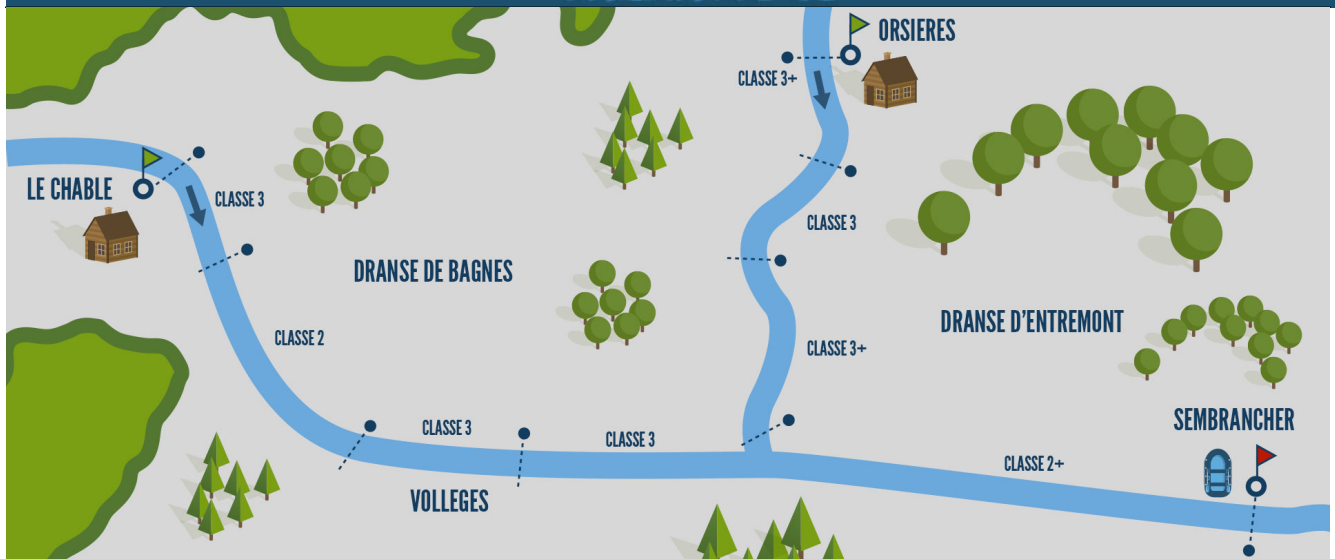 ORSIERES
CLASSE 3+
LE CHABLE
CLASSE 3
CLASSE 3
DRANSE DE BAGNES
DRANSE D'ENTREMONT
CLASSE 2
CLASSE 3+
SEMBRANCHER
CLASSE 3
CLASSE 3
CLASSE 2+
VOLLEGES